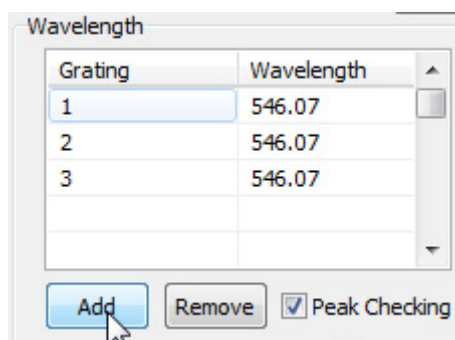 Wavelength
Grating Wavelength
1 546.07
2 546.07
3 546.07
Add Remove Peak Checking